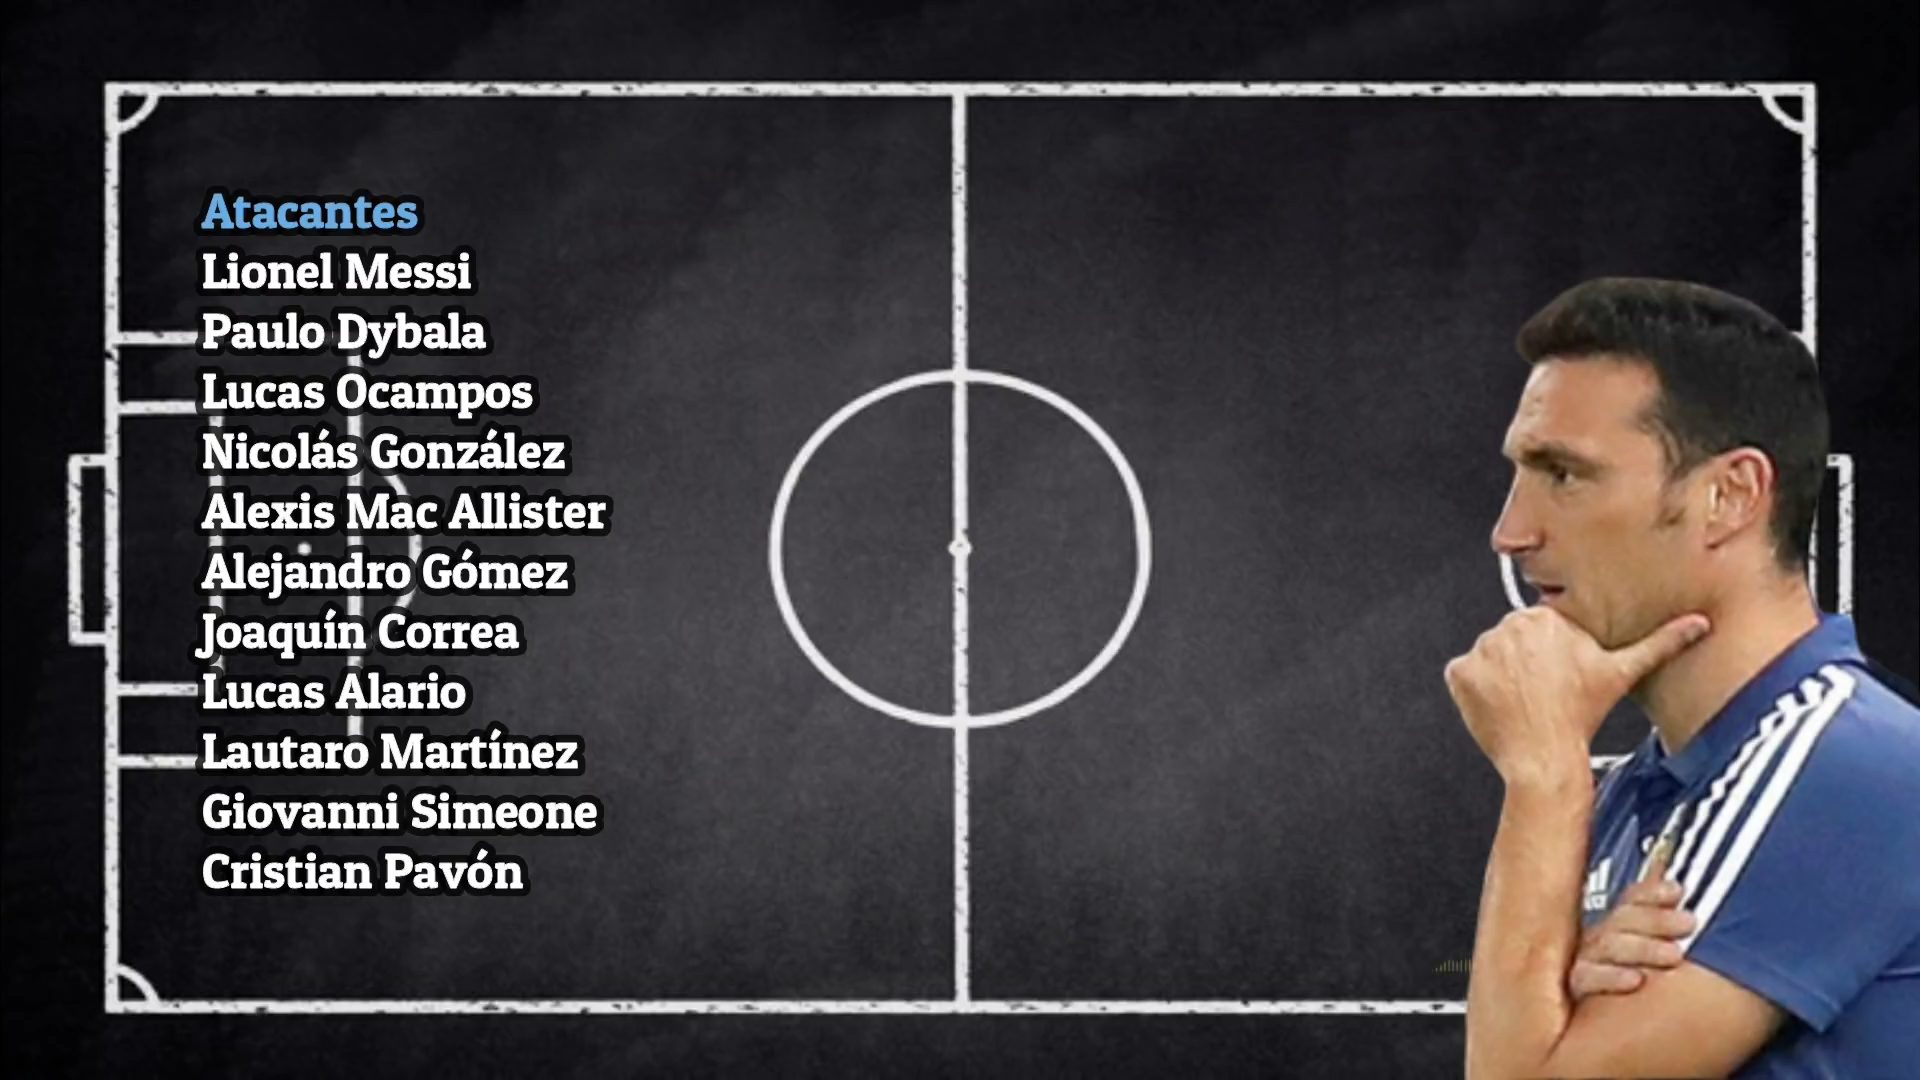 Atacantes
Lionel Messi
Paulo Dybala
Lucas Ocampos
Nicolás González
Alexis Mac Allister
Alejandro Gómez
Joaquín Correa
Lucas Alario
Lautaro Martínez
Giovanni Simeone
Cristian Pavón